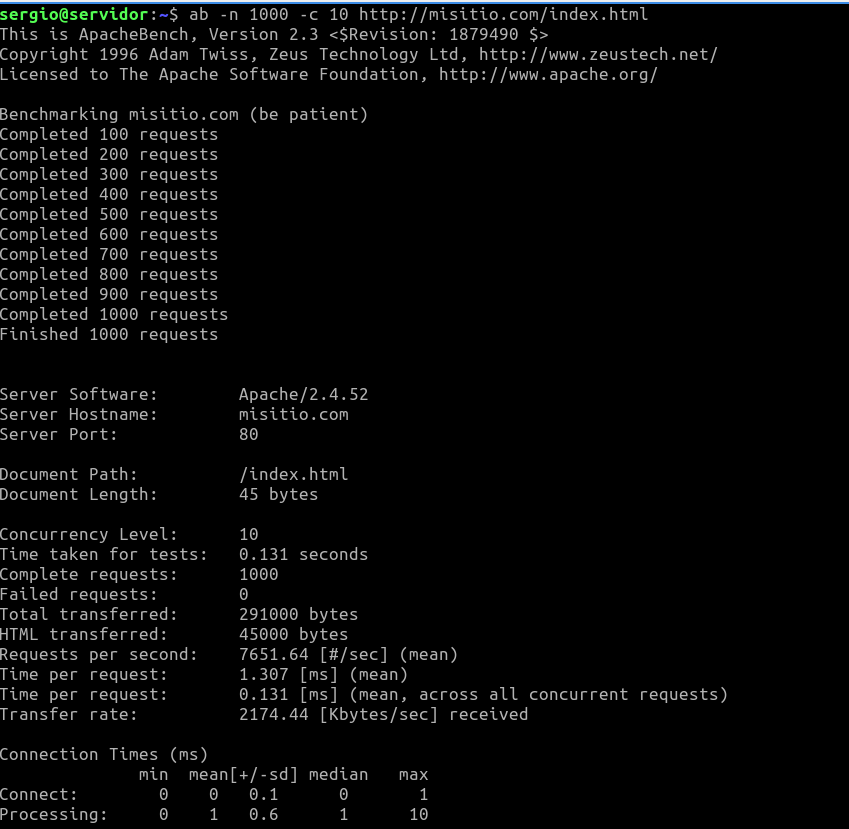 sergio@servidor:~$ ab -n 1000 -c 10 http://misitio.com/index.html
This is ApacheBench, Version 2.3 <$Revision: 1879490 $>
Copyright 1996 Adam Twiss, Zeus Technology Ltd, http://www.zeustech.net/
Licensed to The Apache Software Foundation, http://www.apache.org/

Benchmarking misitio.com (be patient)
Completed 100 requests
Completed 200 requests
Completed 300 requests
Completed 400 requests
Completed 500 requests
Completed 600 requests
Completed 700 requests
Completed 800 requests
Completed 900 requests
Completed 1000 requests
Finished 1000 requests


Server Software:        Apache/2.4.52
Server Hostname:        misitio.com
Server Port:            80

Document Path:          /index.html
Document Length:        45 bytes

Concurrency Level:      10
Time taken for tests:   0.131 seconds
Complete requests:      1000
Failed requests:        0
Total transferred:      291000 bytes
HTML transferred:       45000 bytes
Requests per second:    7651.64 [#/sec] (mean)
Time per request:       1.307 [ms] (mean)
Time per request:       0.131 [ms] (mean, across all concurrent requests)
Transfer rate:          2174.44 [Kbytes/sec] received

Connection Times (ms)
              min  mean[+/-sd] median   max
Connect:        0    0   0.1      0       1
Processing:     0    1   0.6      1      10